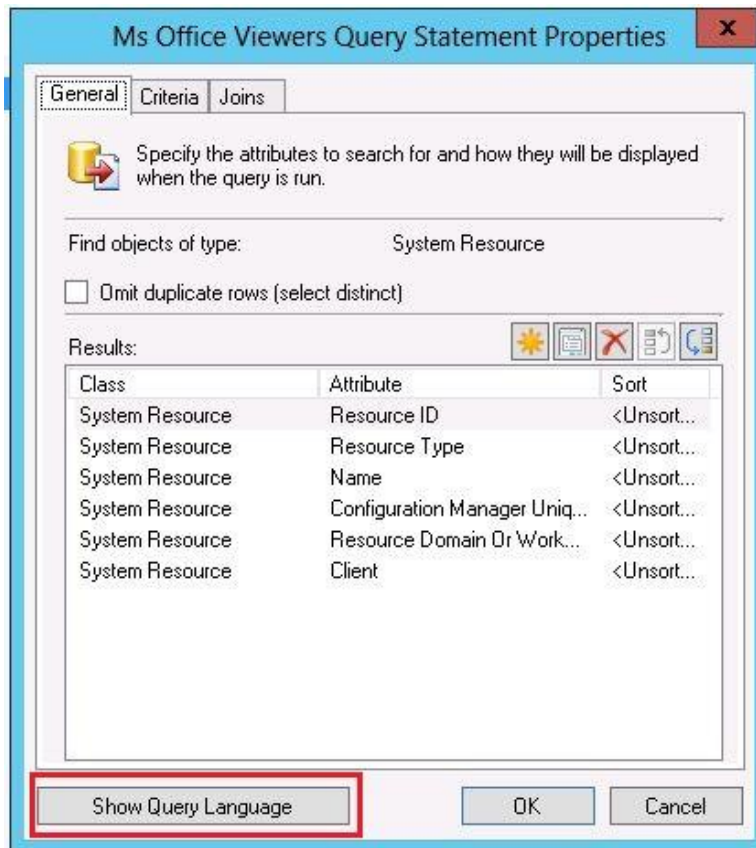 Ms Office Viewers Query Statement Properties
x
General Criteria Joins
Specify the attributes to search for and how they will be displayed
when the query is run.
Find objects of type: System Resource
Omit duplicate rows (select distinct)
Results:
Class Attribute Sort
System Resource Resource ID <Unsort...
System Resource Resource Type <Unsort...
System Resource Name <Unsort...
System Resource Configuration Manager Uniq... <Unsort...
System Resource Resource Domain Or Work... <Unsort...
System Resource Client <Unsort...
Show Query Language OK Cancel